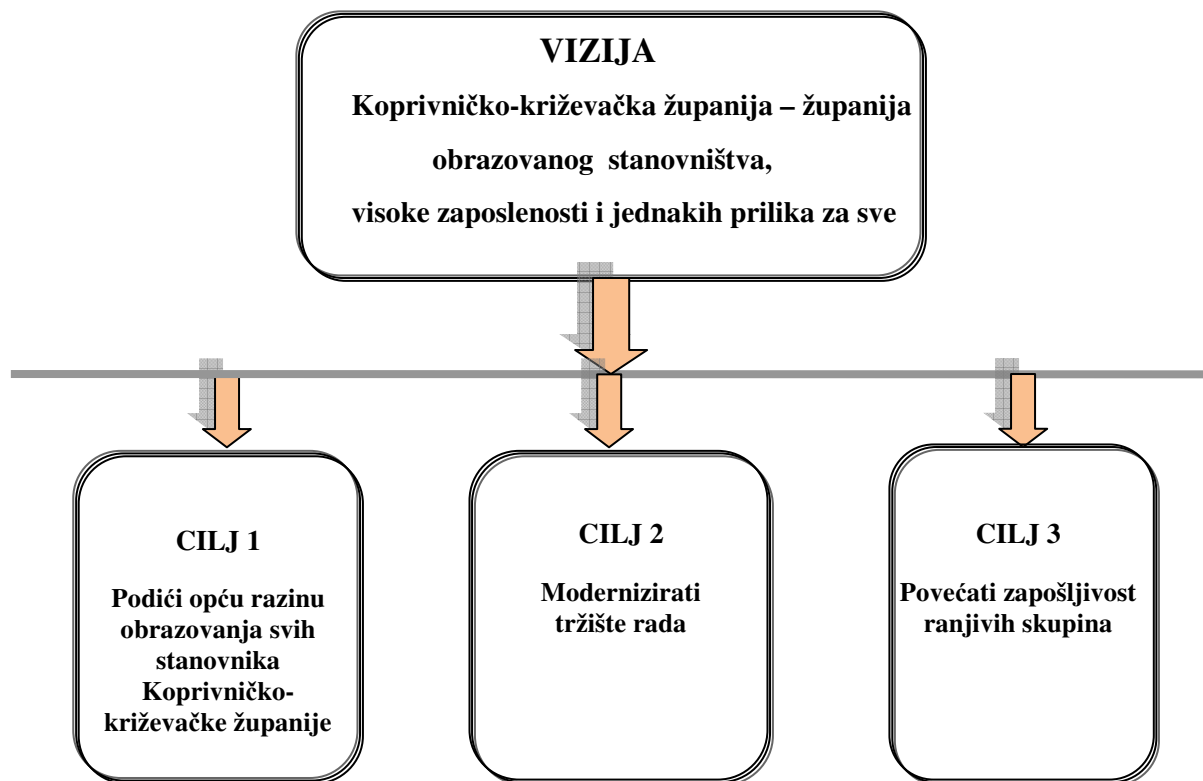 VIZIJA
Koprivničko-križevačka županija – županija
obrazovanog stanovništva,
visoke zaposlenosti i jednakih prilika za sve
CILJ 1
Podići opću razinu
obrazovanja svih
stanovnika
Koprivničko-
križevačke županije
CILJ 2
Modernizirati
tržište rada
CILJ 3
Povećati zapošljivost
ranjivih skupina